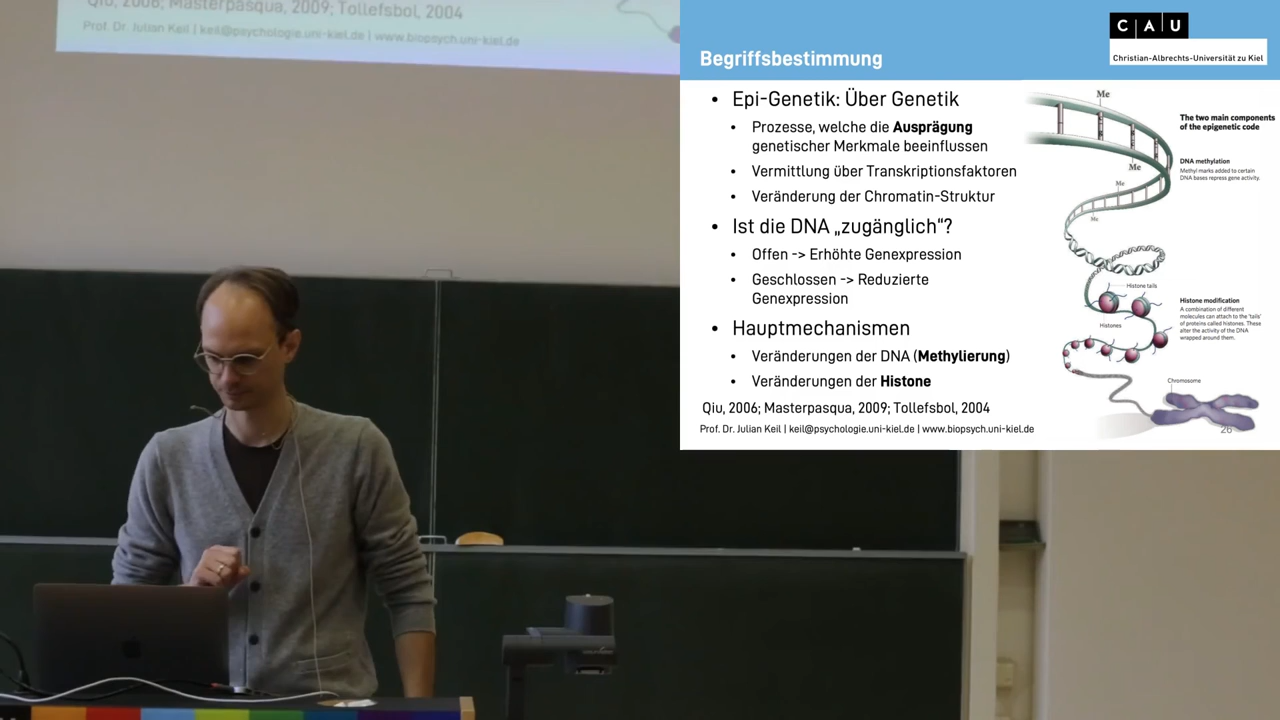 Qiu, 2006; Masterpasqua, 2009; Tollefsbol, 2004
Prof. Dr. Julian Keil | keil@psychologie.uni-kiel.de | www.biopsych.uni-kiel.de
Begriffsbestimmung
C A U
Christian-Albrechts-Universität zu Kiel
• Epi-Genetik: Über Genetik
• Prozesse, welche die Ausprägung
genetischer Merkmale beeinflussen
• Vermittlung über Transkriptionsfaktoren
• Veränderung der Chromatin-Struktur
• Ist die DNA „zugänglich“?
• Offen -> Erhöhte Genexpression
• Geschlossen -> Reduzierte
Genexpression
• Hauptmechanismen
• Veränderungen der DNA (Methylierung)
• Veränderungen der Histone
Qiu, 2006; Masterpasqua, 2009; Tollefsbol, 2004
Prof. Dr. Julian Keil | keil@psychologie.uni-kiel.de | www.biopsych.uni-kiel.de
Me
The two main components
of the epigenetic code
DNA methylation
Methyl marks added to certain
DNA bases repress gene activity.
Me
Me
Me
Histone tails
Histones
Histone modification
A combination of different
molecules can attach to the 'tails'
of proteins called histones. These
alter the activity of the DNA
wrapped around them.
Chromosome
26